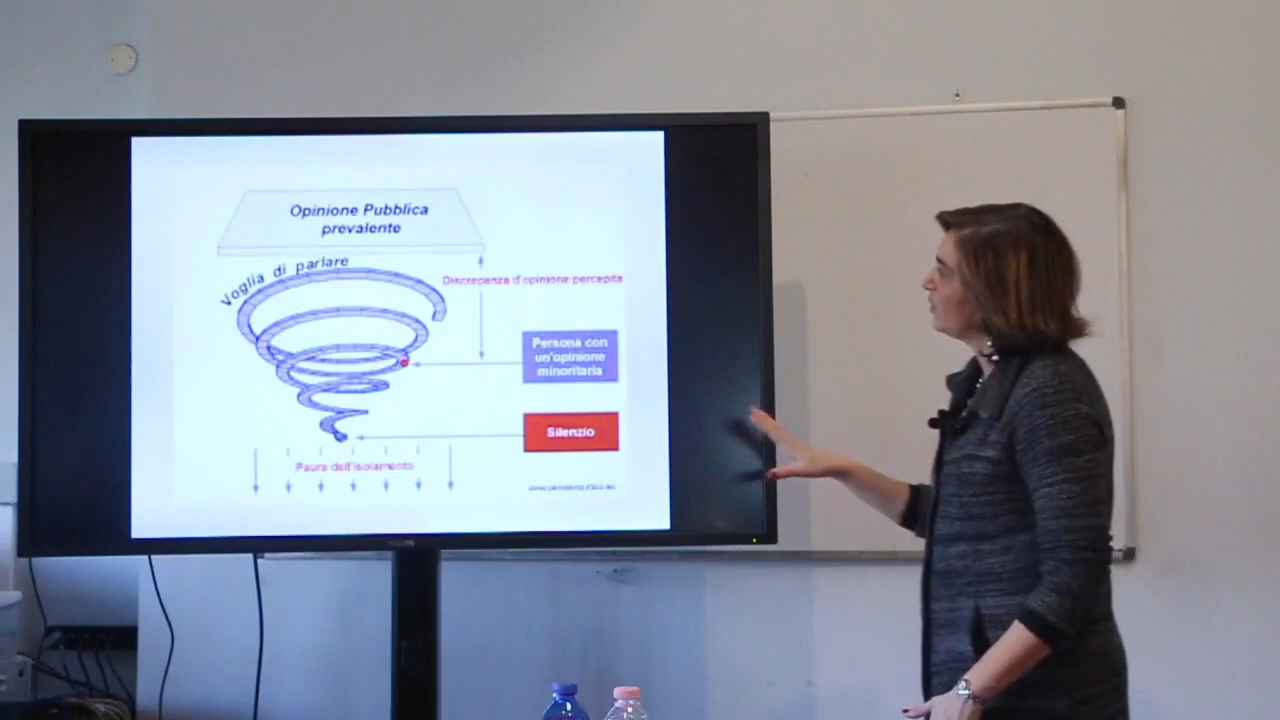 Opinione Pubblica
prevalente
Voglia di parlare
Discrepanza d'opinione percepita
Persona con
un'opinione
minoritaria
Silenzio
Paura dell'isolamento